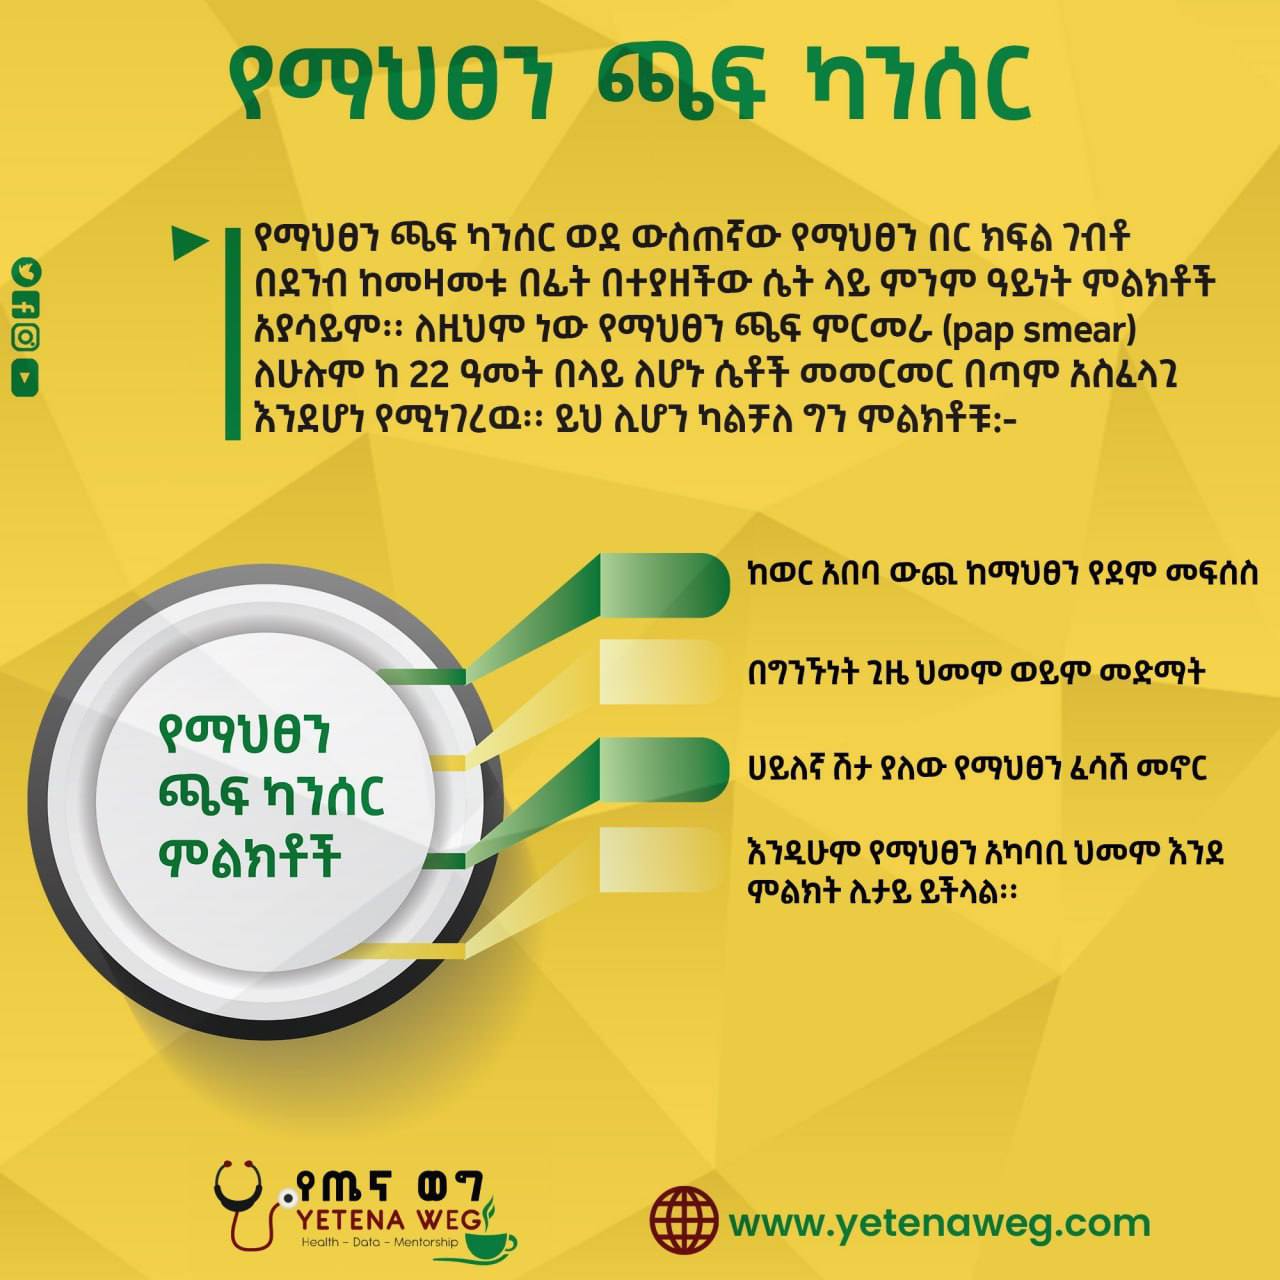 የማህፀን ጫፍ ካንሰር
የማህፀን ጫፍ ካንሰር ወደ ውስጠኛው የማህፀን በር ክፍል ገብቶ
በደንብ ከመዛመቱ በፊት በተያዘችው ሴት ላይ ምንም ዓይነት ምልክቶች
አያሳይም። ለዚህም ነው የማህፀን ጫፍ ምርመራ (pap smear)
ለሁሉም ከ 22 ዓመት በላይ ለሆኑ ሴቶች መመርመር በጣም አስፈላጊ
እንደሆነ የሚነገረዉ። ይህ ሊሆን ካልቻለ ግን ምልክቶቹ:-
ከወር አበባ ውጪ ከማህፀን የደም መፍሰስ
በግንኙነት ጊዜ ህመም ወይም መድማት
ሀይለኛ ሽታ ያለው የማህፀን ፈሳሽ መኖር
እንዲሁም የማህፀን አካባቢ ህመም እንደ
ምልክት ሊታይ ይችላል።
የማህፀን
ጫፍ ካንሰር
ምልክቶች
የጤና ወግ
YETENA WEG
Health - Data - Mentorship
www.yetenaweg.com